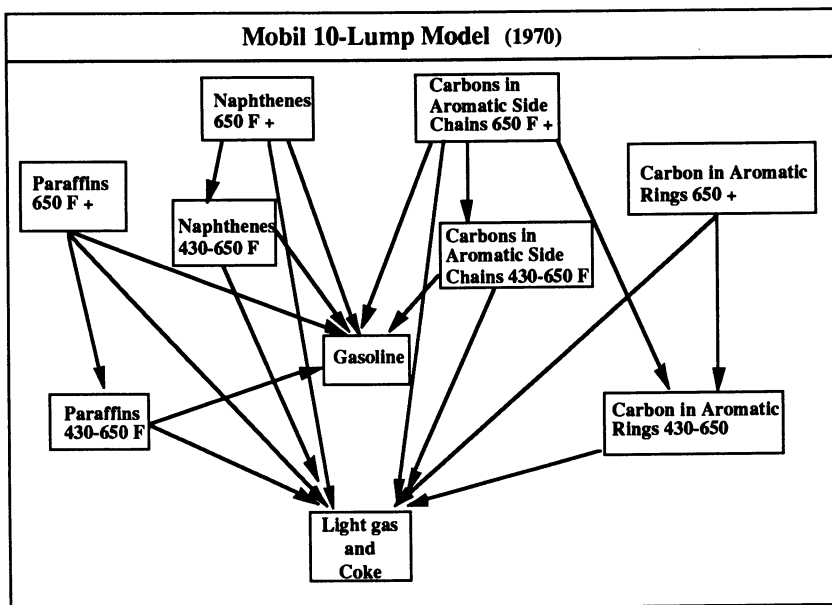 Mobil 10-Lump Model (1970)
Naphthenes
650 F +
Carbons in
Aromatic Side
Chains 650 F +
Paraffins
650 F +
Carbon in Aromatic
Rings 650 +
Naphthenes
430-650 F
Carbons in
Aromatic Side
Chains 430-650 F
Gasoline
Paraffins
430-650 F
Carbon in Aromatic
Rings 430-650
Light gas
and
Coke